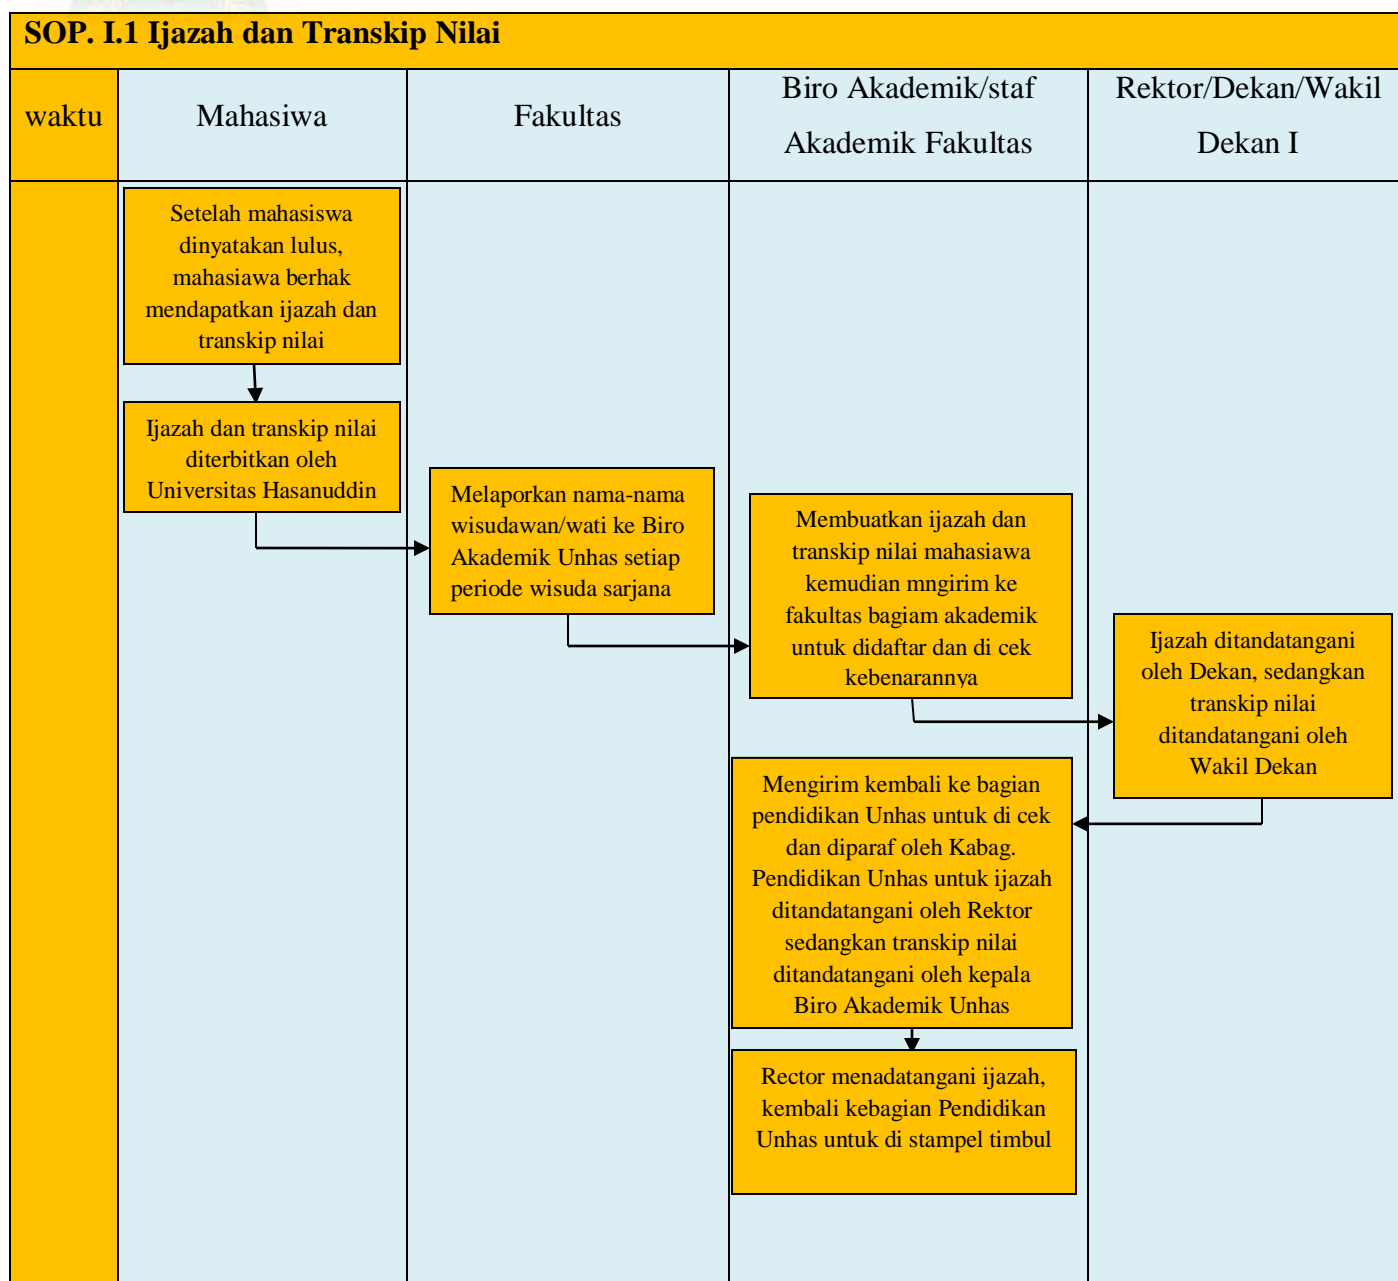 SOP. I.1 Ijazah dan Transkip Nilai
waktu
Mahasiwa
Fakultas
Biro Akademik/staf
Akademik Fakultas
Rektor/Dekan/Wakil
Dekan I
Setelah mahasiswa
dinyatakan lulus,
mahasiawa berhak
mendapatkan ijazah dan
transkip nilai
Ijazah dan transkip nilai
diterbitkan oleh
Universitas Hasanuddin
Melaporkan nama-nama
wisudawan/wati ke Biro
Akademik Unhas setiap
periode wisuda sarjana
Membuatkan ijazah dan
transkip nilai mahasiawa
kemudian mngirim ke
fakultas bagiam akademik
untuk didaftar dan di cek
kebenarannya
Ijazah ditandatangani
oleh Dekan, sedangkan
transkip nilai
ditandatangani oleh
Wakil Dekan
Mengirim kembali ke bagian
pendidikan Unhas untuk di cek
dan diparaf oleh Kabag.
Pendidikan Unhas untuk ijazah
ditandatangani oleh Rektor
sedangkan transkip nilai
ditandatangani oleh kepala
Biro Akademik Unhas
Rector menadatangani ijazah,
kembali kebagian Pendidikan
Unhas untuk di stampel timbul